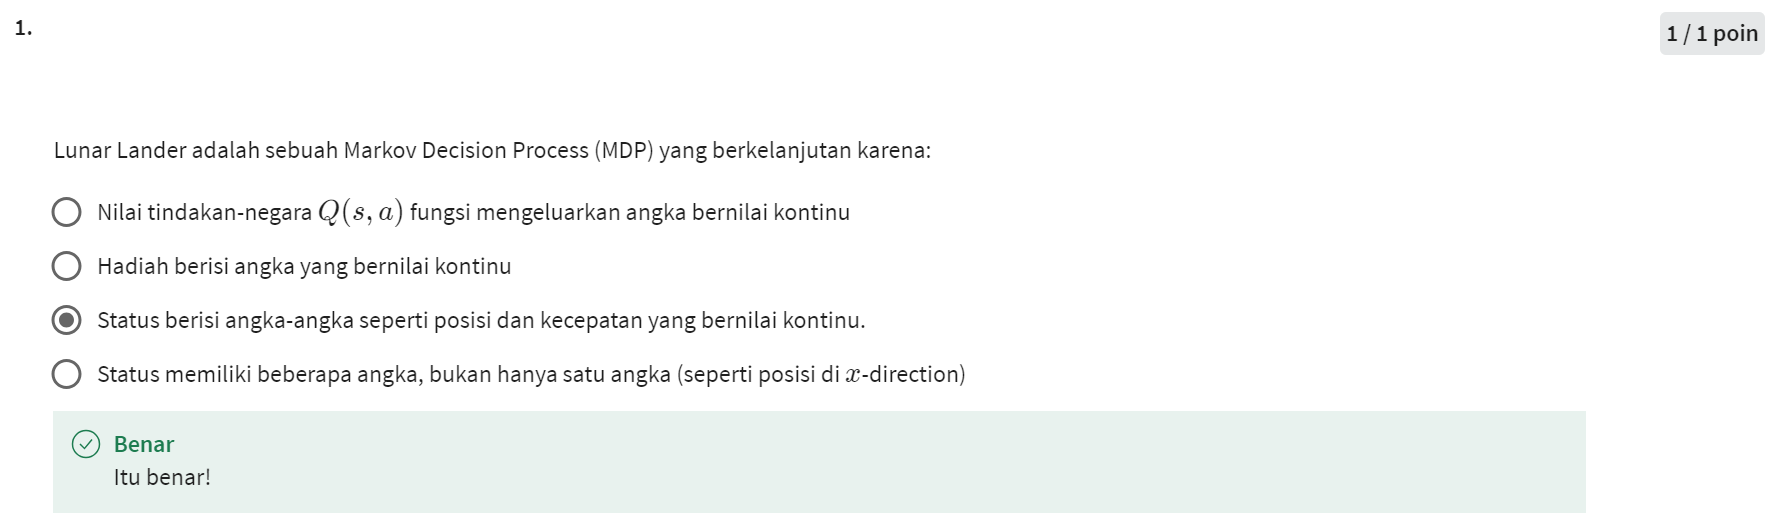 1.
1 / 1 poin
Lunar Lander adalah sebuah Markov Decision Process (MDP) yang berkelanjutan karena:
Nilai tindakan-negara Q(s, a) fungsi mengeluarkan angka bernilai kontinu
Hadiah berisi angka yang bernilai kontinu
Status berisi angka-angka seperti posisi dan kecepatan yang bernilai kontinu.
Status memiliki beberapa angka, bukan hanya satu angka (seperti posisi di x-direction)
Benar
Itu benar!